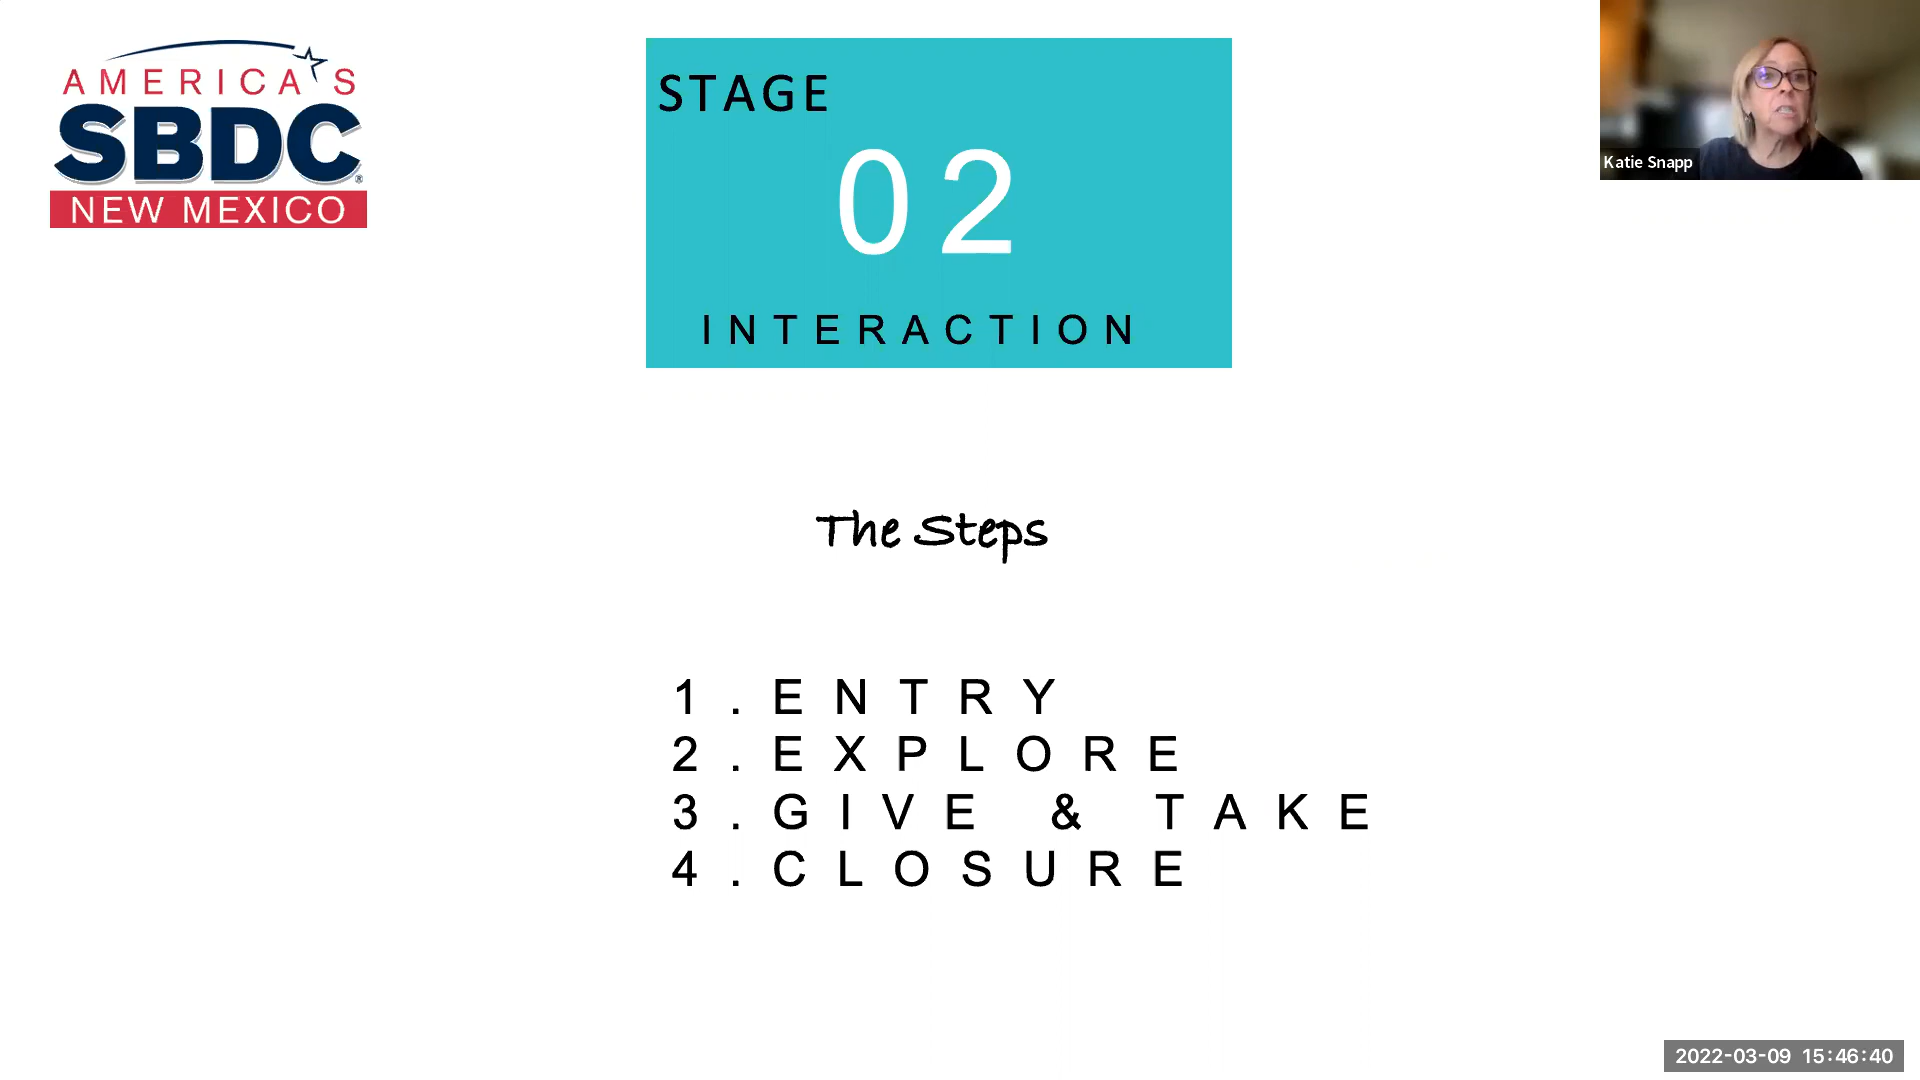 AMERICA'S
SBDC
NEW MEXICO
STAGE
02
INTERACTION
Katie Snapp
The Steps
1. ENTRY
2. EXPLORE
3. GIVE & TAKE
4. CLOSURE
2022-03-09 15:46:40